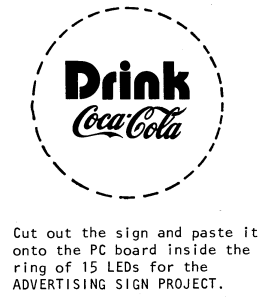 Drink
Coca-Cola
Cut out the sign and paste it
onto the PC board inside the
ring of 15 LEDs for the
ADVERTISING SIGN PROJECT.